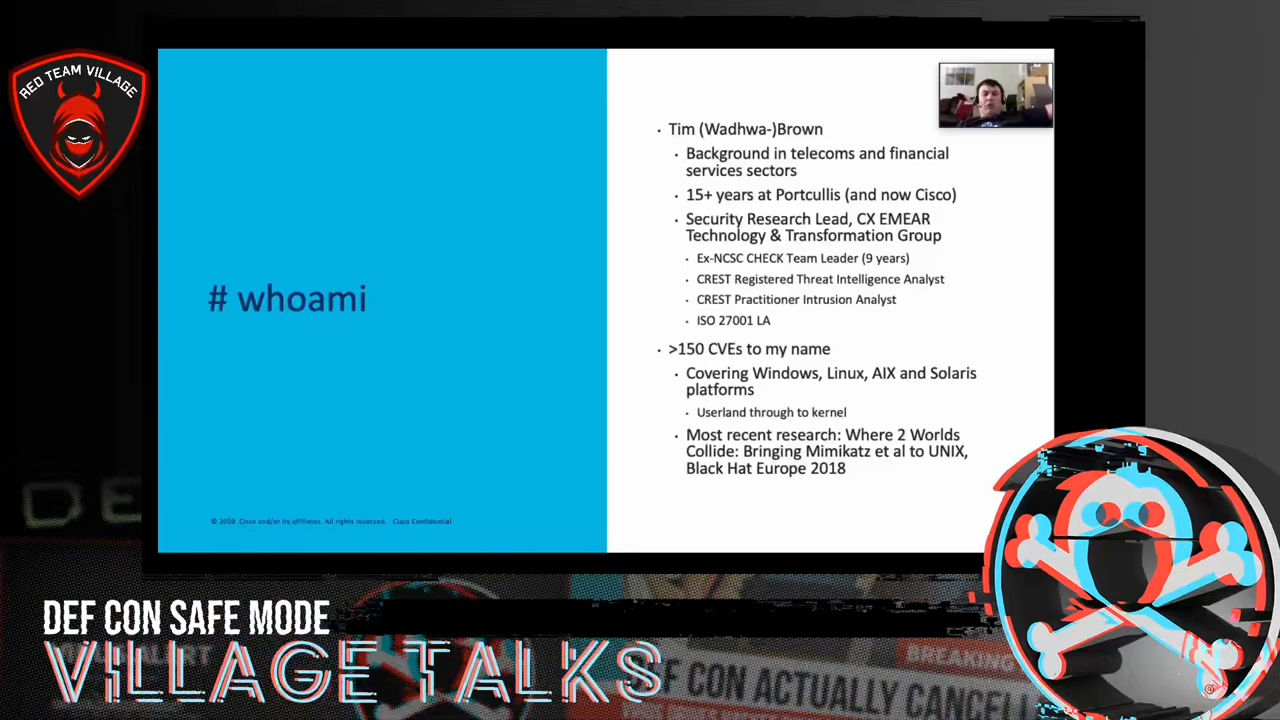 RED TEAM VILLAGE
# whoami
Tim (Wadhwa-)Brown
Background in telecoms and financial
services sectors
15+ years at Portcullis (and now Cisco)
Security Research Lead, CX EMEAR
Technology & Transformation Group
Ex-NCSC CHECK Team Leader (9 years)
CREST Registered Threat Intelligence Analyst
CREST Practitioner Intrusion Analyst
ISO 27001 LA
>150 CVEs to my name
Covering Windows, Linux, AIX and Solaris
platforms
Userland through to kernel
Most recent research: Where 2 Worlds
Collide: Bringing Mimikatz et al to UNIX,
Black Hat Europe 2018
© 2020 Cisco and/or its affiliates. All rights reserved. Cisco Confidential
DEF CON SAFE MODE
VILLAGE TALKS
BREAKING
DEF CON ACTUALLY CANCELL